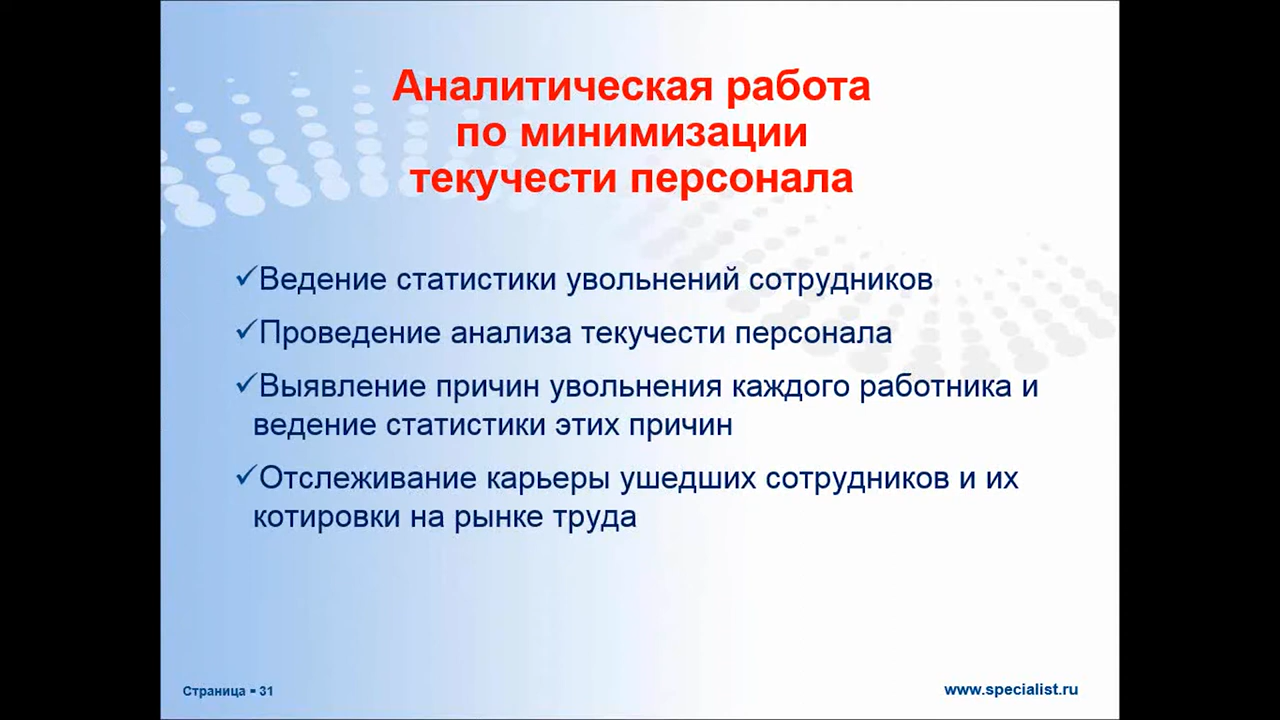 Аналитическая работа
по минимизации
текучести персонала
✓Ведение статистики увольнений сотрудников
✓Проведение анализа текучести персонала
✓Выявление причин увольнения каждого работника и
ведение статистики этих причин
✓Отслеживание карьеры ушедших сотрудников и их
котировки на рынке труда
Страница ▪ 31
www.specialist.ru